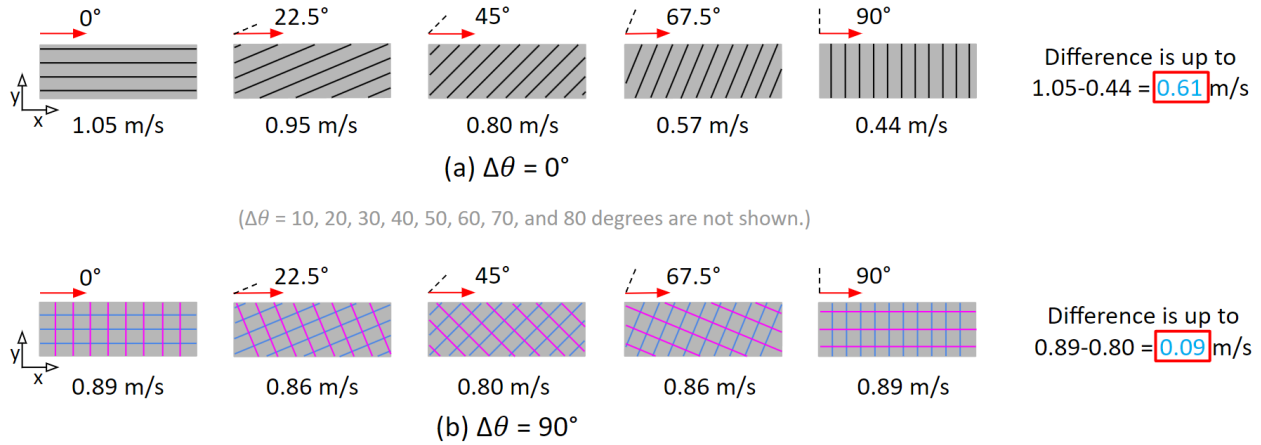 0° 22.5° 45° 67.5° 90°
Difference is up to
1.05-0.44 = 0.61 m/s
y
x
1.05 m/s 0.95 m/s 0.80 m/s 0.57 m/s 0.44 m/s
(a) Δθ = 0°
(Δθ = 10, 20, 30, 40, 50, 60, 70, and 80 degrees are not shown.)
0° 22.5° 45° 67.5° 90°
Difference is up to
0.89-0.80 = 0.09 m/s
y
x
0.89 m/s 0.86 m/s 0.80 m/s 0.86 m/s 0.89 m/s
(b) Δθ = 90°